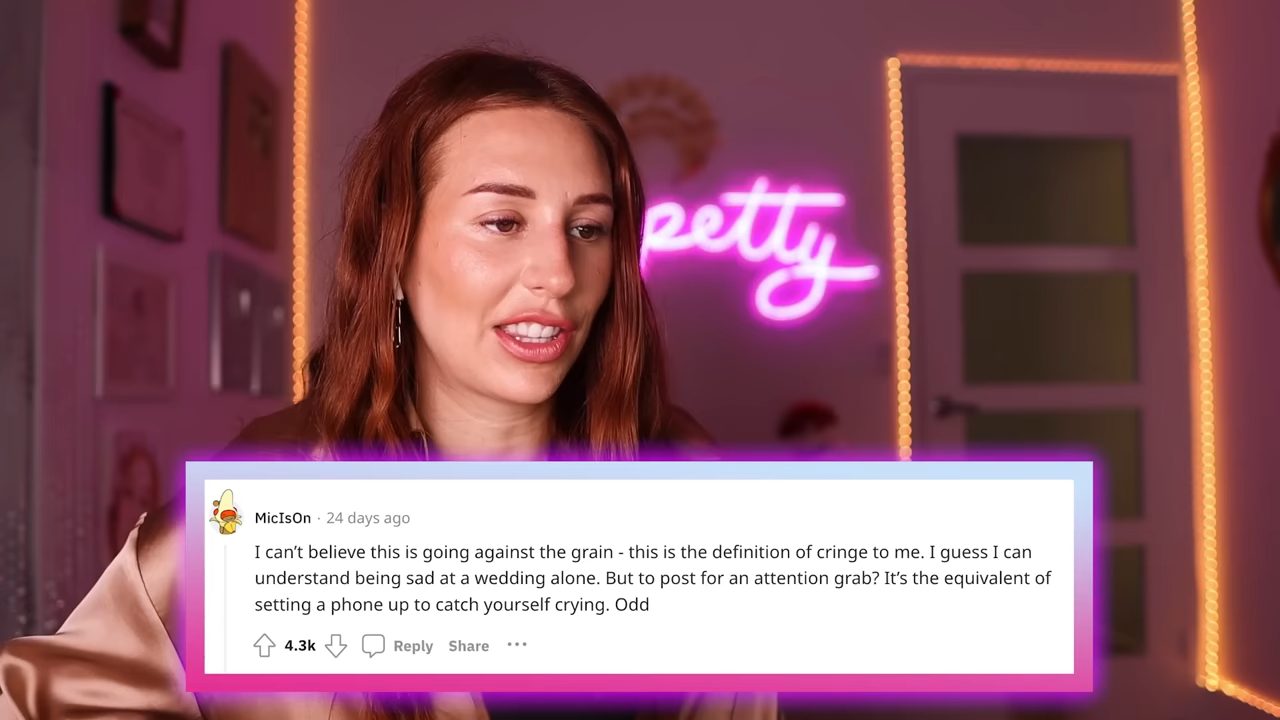 petty
MicIsOn · 24 days ago
I can’t believe this is going against the grain - this is the definition of cringe to me. I guess I can
understand being sad at a wedding alone. But to post for an attention grab? It’s the equivalent of
setting a phone up to catch yourself crying. Odd
4.3k Reply Share ···